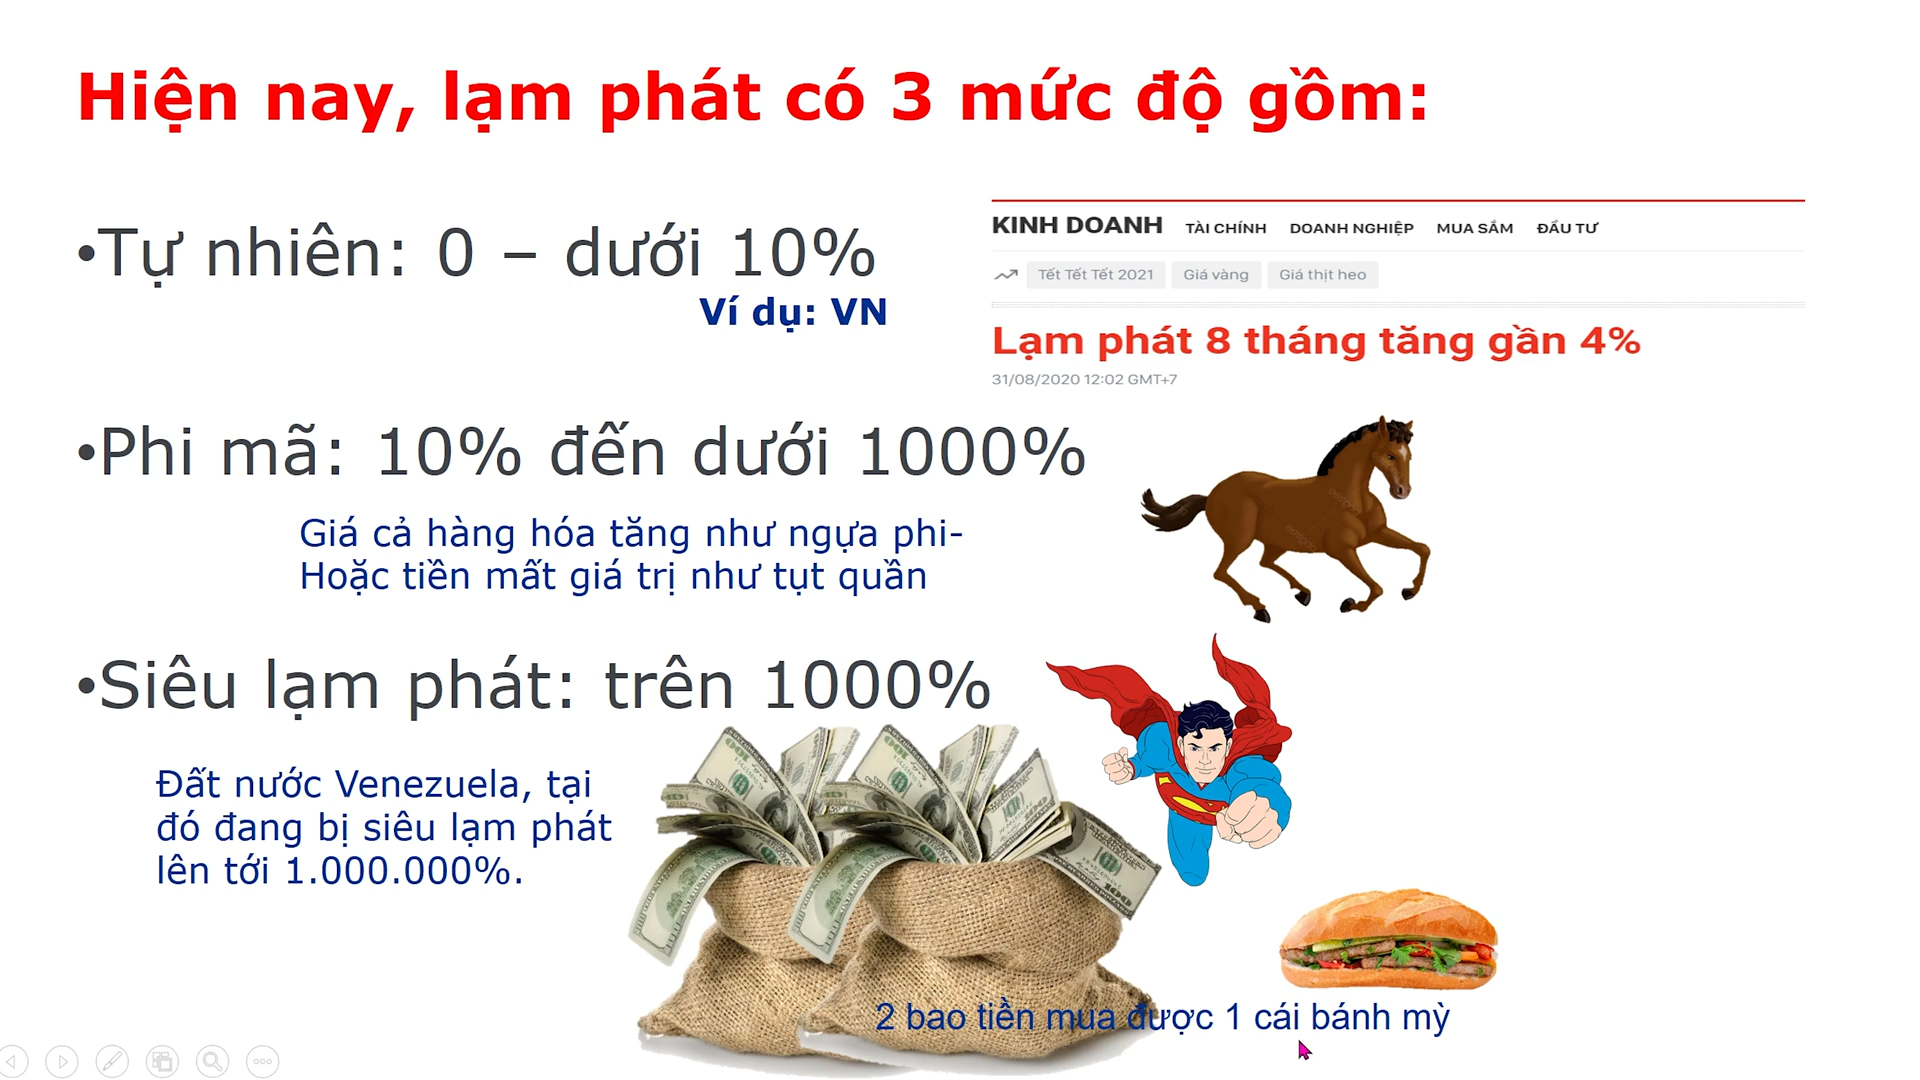 Hiện nay, lạm phát có 3 mức độ gồm:
•Tự nhiên: 0 – dưới 10%
Ví dụ: VN
KINH DOANH TÀI CHÍNH DOANH NGHIỆP MUA SẮM ĐẦU TƯ
Tết Tết Tết 2021 Giá vàng Giá thịt heo
Lạm phát 8 tháng tăng gần 4%
31/08/2020 12:02 GMT+7
•Phi mã: 10% đến dưới 1000%
Giá cả hàng hóa tăng như ngựa phi-
Hoặc tiền mất giá trị như tụt quần
•Siêu lạm phát: trên 1000%
Đất nước Venezuela, tại
đó đang bị siêu lạm phát
lên tới 1.000.000%.
2 bao tiền mua được 1 cái bánh mỳ